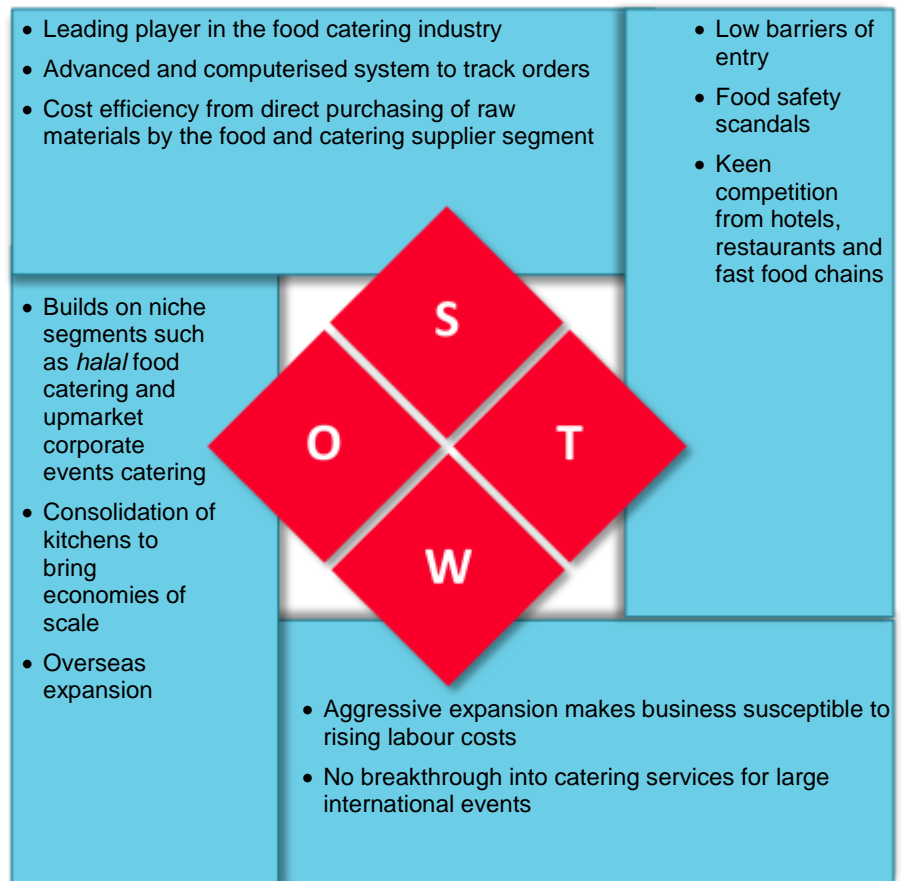 • Leading player in the food catering industry
• Advanced and computerised system to track orders
• Cost efficiency from direct purchasing of raw
materials by the food and catering supplier segment
• Low barriers of
entry
• Food safety
scandals
• Keen
competition
from hotels,
restaurants and
fast food chains
S
O
T
W
• Builds on niche
segments such
as halal food
catering and
upmarket
corporate
events catering
• Consolidation of
kitchens to
bring
economies of
scale
• Overseas
expansion
• Aggressive expansion makes business susceptible to
rising labour costs
• No breakthrough into catering services for large
international events